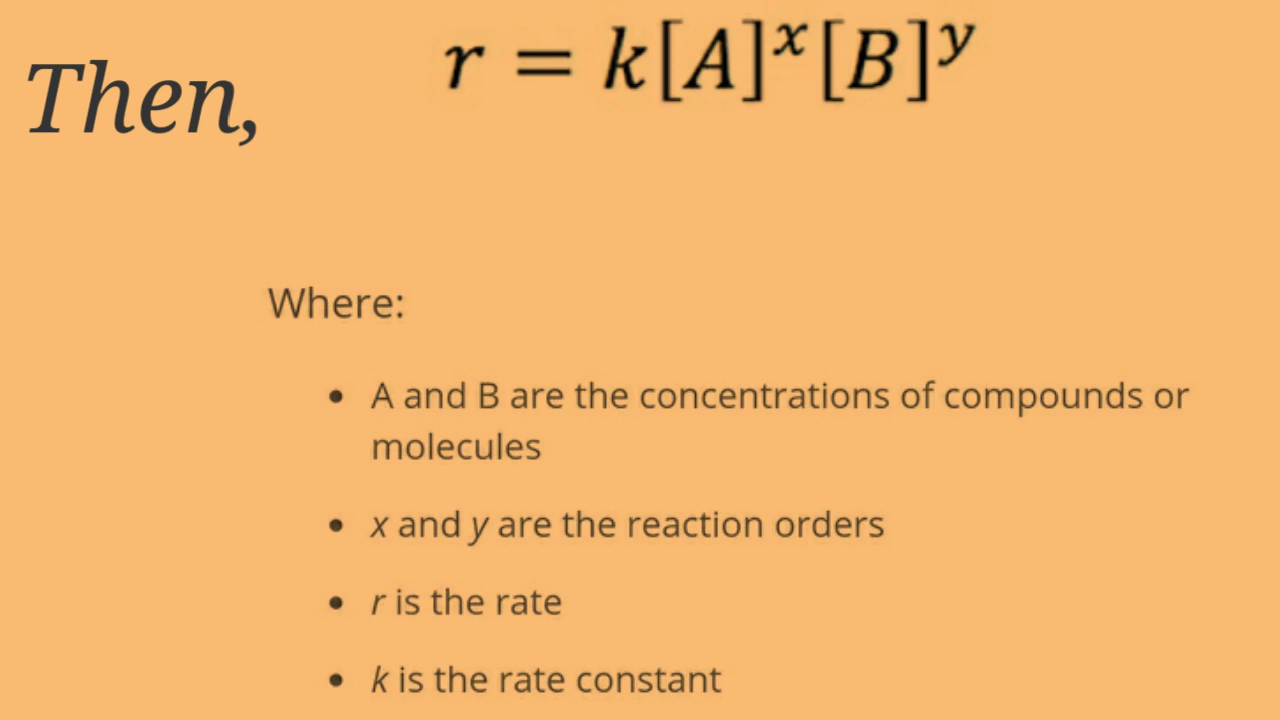 Then,
r = k[A]ˣ[B]ʸ
Where:
• A and B are the concentrations of compounds or
molecules
• x and y are the reaction orders
• r is the rate
• k is the rate constant